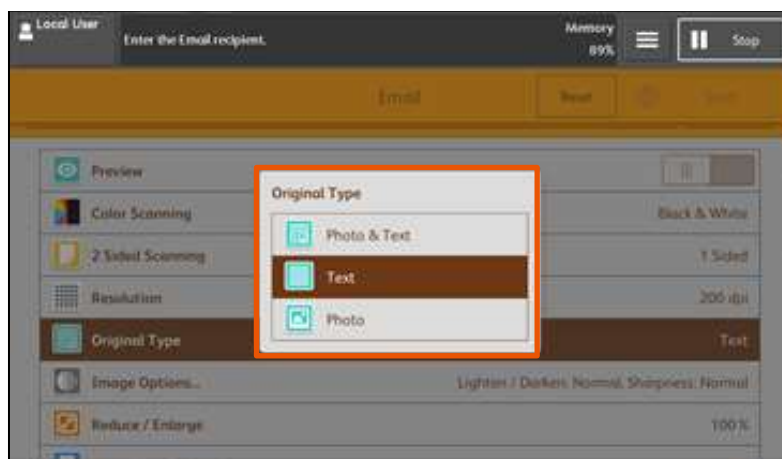 Local User
Enter the Email recipient.
Memory
89%
Stop
Email
Reset
Preview
Color Scanning
Black & White
2 Sided Scanning
1 Sided
Resolution
200 dpi
Original Type
Text
Image Options...
Lighten / Darken: Normal, Sharpness: Normal
Reduce / Enlarge
100%
Original Type
Photo & Text
Text
Photo